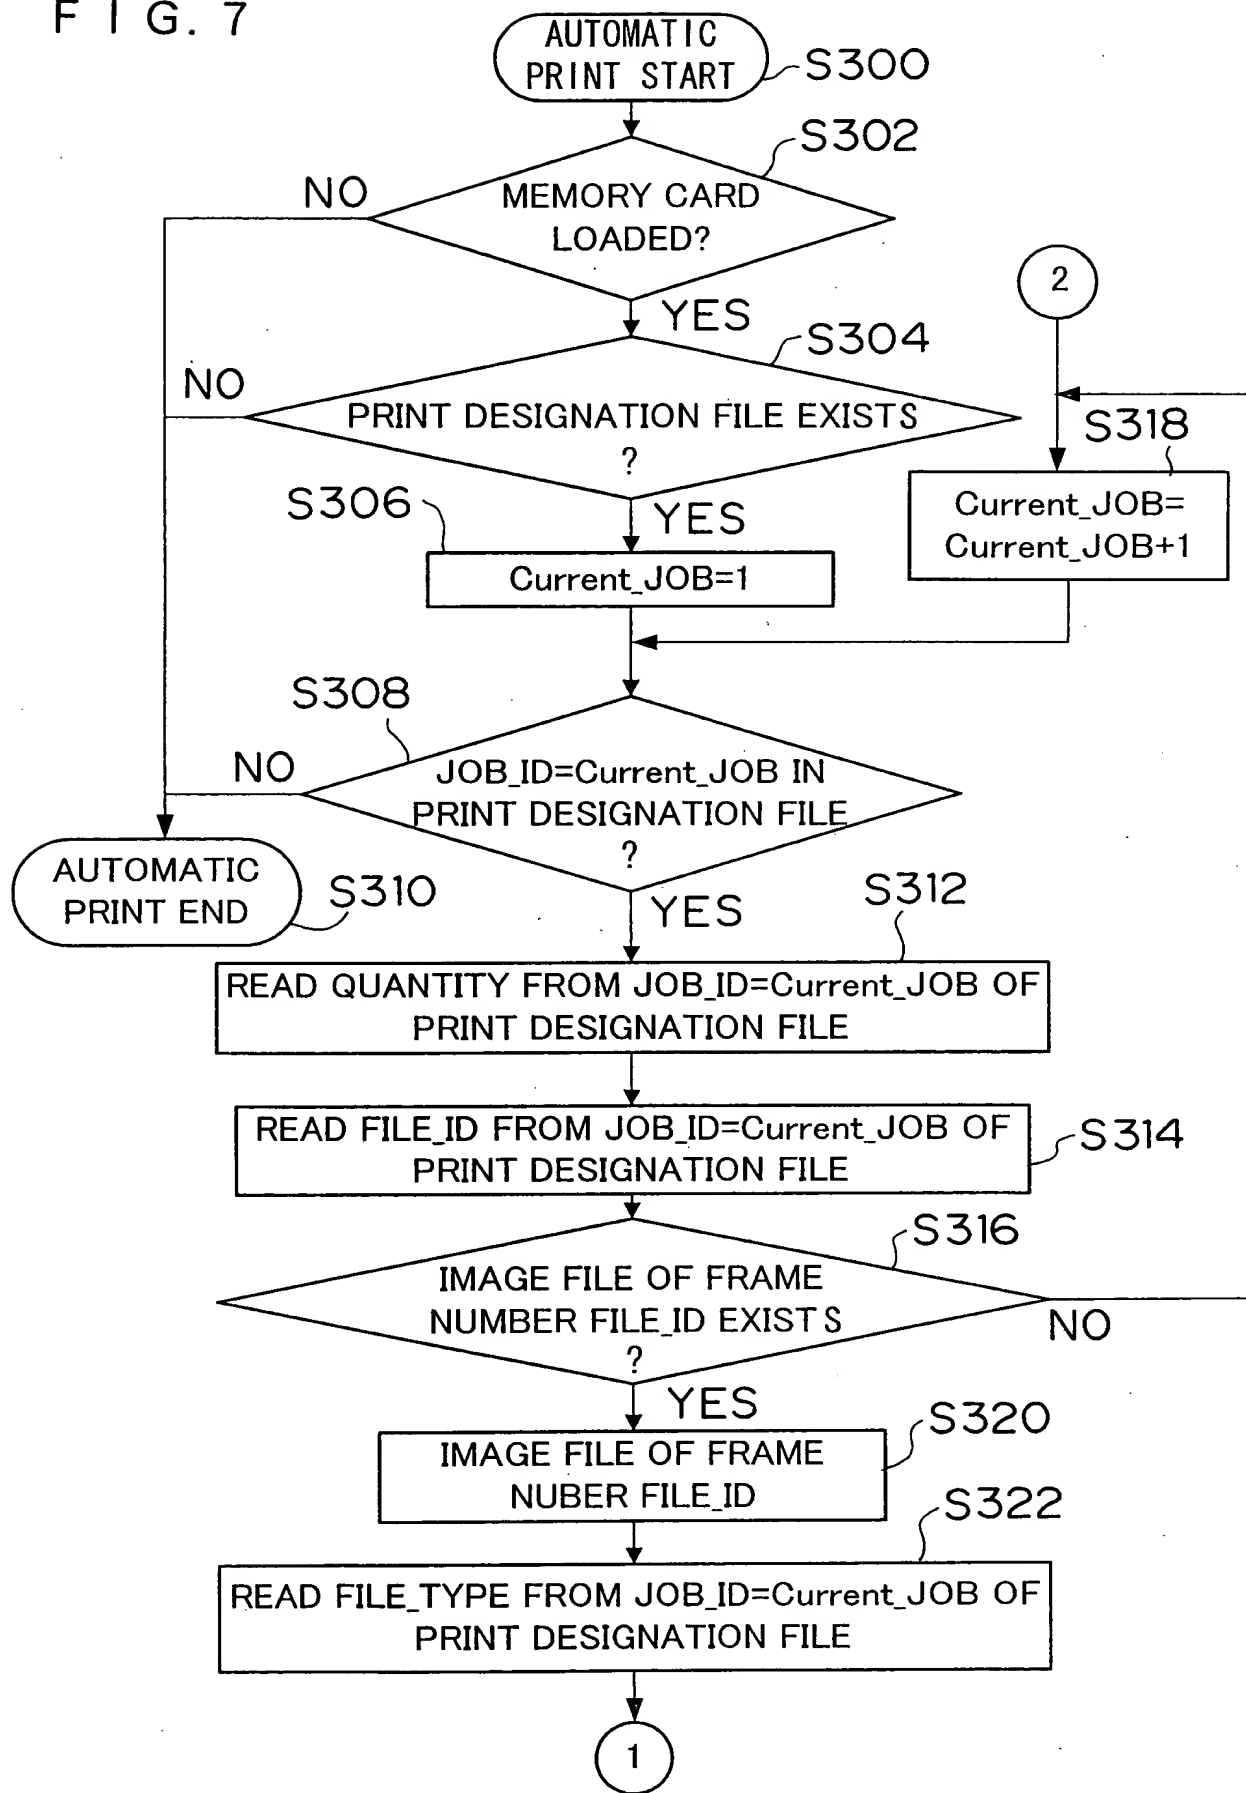 FIG. 7
AUTOMATIC
PRINT START
S300
S302
MEMORY CARD
LOADED?
NO
YES
2
S304
PRINT DESIGNATION FILE EXISTS
?
NO
YES
S306
Current_JOB=1
S318
Current_JOB=
Current_JOB+1
S308
JOB_ID=Current_JOB IN
PRINT DESIGNATION FILE
?
NO
YES
AUTOMATIC
PRINT END
S310
S312
READ QUANTITY FROM JOB_ID=Current_JOB OF
PRINT DESIGNATION FILE
READ FILE_ID FROM JOB_ID=Current_JOB OF
PRINT DESIGNATION FILE
S314
S316
IMAGE FILE OF FRAME
NUMBER FILE_ID EXISTS
?
NO
YES
S320
IMAGE FILE OF FRAME
NUBER FILE_ID
S322
READ FILE_TYPE FROM JOB_ID=Current_JOB OF
PRINT DESIGNATION FILE
1